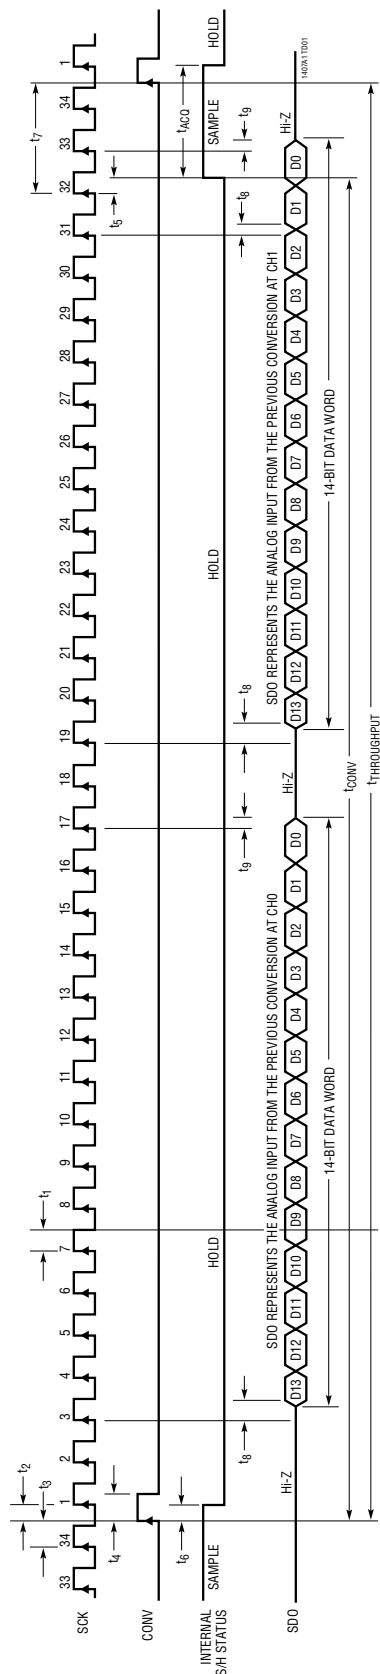 t2 t7
t3 t1
33 34 1 2 3 4 5 6 7 8 9 10 11 12 13 14 15 16 17 18 19 20 21 22 23 24 25 26 27 28 29 30 31 32 33 34 1
SCK
t4 t5 tACQ
CONV
t6
SAMPLE HOLD HOLD SAMPLE HOLD
INTERNAL
S/H STATUS
t8 t9 t8 t8 t9
SDO REPRESENTS THE ANALOG INPUT FROM THE PREVIOUS CONVERSION AT CH0 SDO REPRESENTS THE ANALOG INPUT FROM THE PREVIOUS CONVERSION AT CH1
Hi-Z Hi-Z Hi-Z
SDO D13 D12 D11 D10 D9 D8 D7 D6 D5 D4 D3 D2 D1 D0 D13 D12 D11 D10 D9 D8 D7 D6 D5 D4 D3 D2 D1 D0
1407A1 TD01
14-BIT DATA WORD 14-BIT DATA WORD
tCONV
tTHROUGHPUT